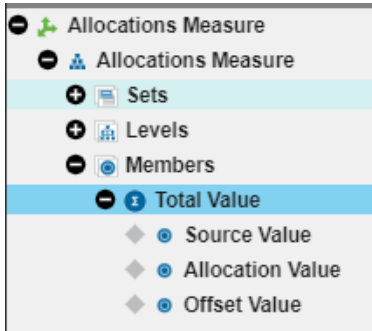 Allocations Measure
Allocations Measure
Sets
Levels
Members
Total Value
Source Value
Allocation Value
Offset Value